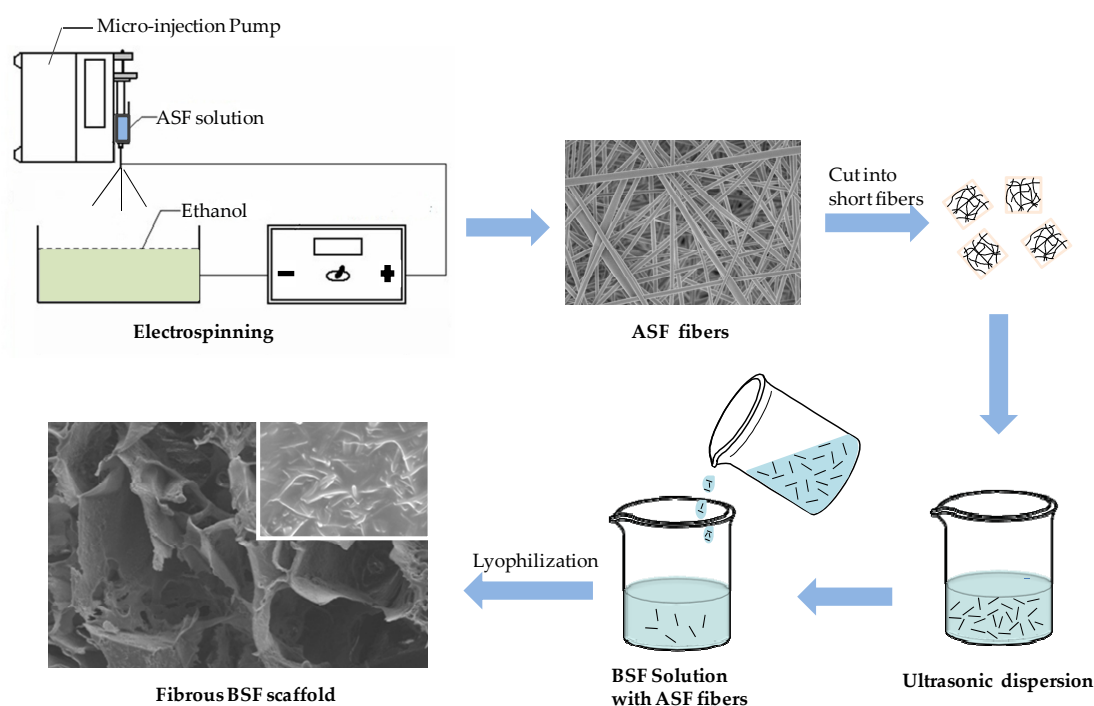 Micro-injection Pump
ASF solution
Ethanol
Electrospinning
ASF fibers
Cut into
short fibers
Ultrasonic dispersion
BSF Solution
with ASF fibers
Lyophilization
Fibrous BSF scaffold